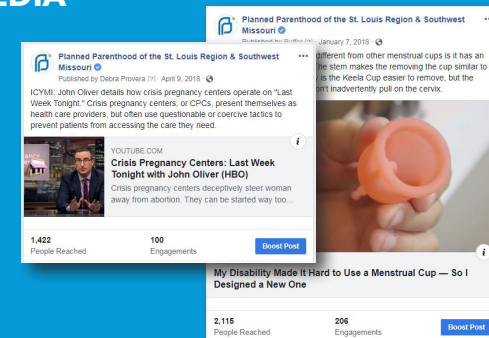 EDIA
Planned Parenthood of the St. Louis Region & Southwest
Missouri
Published by Debra Provera [?] · April 9, 2018 ·
ICYMI: John Oliver details how crisis pregnancy centers operate on "Last
Week Tonight." Crisis pregnancy centers, or CPCs, present themselves as
health care providers, but often use questionable or coercive tactics to
prevent patients from accessing the care they need.
YOUTUBE.COM
Crisis Pregnancy Centers: Last Week
Tonight with John Oliver (HBO)
Crisis pregnancy centers deceptively steer woman
away from abortion. They can be started way too...
1,422
People Reached
100
Engagements
Boost Post
Planned Parenthood of the St. Louis Region & Southwest
Missouri
Published by Buffer [?] · January 7, 2018 ·
different from other menstrual cups is it has an
he stem makes the removing the cup similar to
is the Keela Cup easier to remove, but the
n't inadvertently pull on the cervix.
My Disability Made It Hard to Use a Menstrual Cup — So I
Designed a New One
2,115
People Reached
206
Engagements
Boost Post